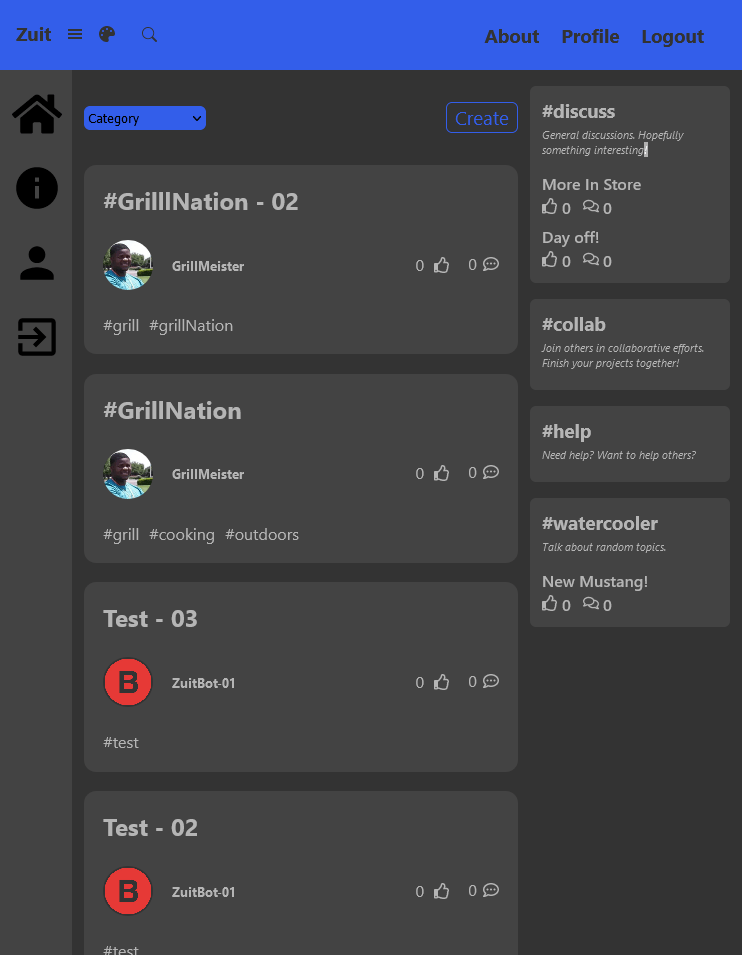 Zuit
About Profile Logout
Category
Create
#GrilllNation - 02
GrillMeister
0 0
#grill #grillNation
#GrillNation
GrillMeister
0 0
#grill #cooking #outdoors
Test - 03
B
ZuitBot-01
0 0
#test
Test - 02
B
ZuitBot-01
0 0
#test
#discuss
General discussions. Hopefully
something interesting!
More In Store
0 0
Day off!
0 0
#collab
Join others in collaborative efforts.
Finish your projects together!
#help
Need help? Want to help others?
#watercooler
Talk about random topics.
New Mustang!
0 0